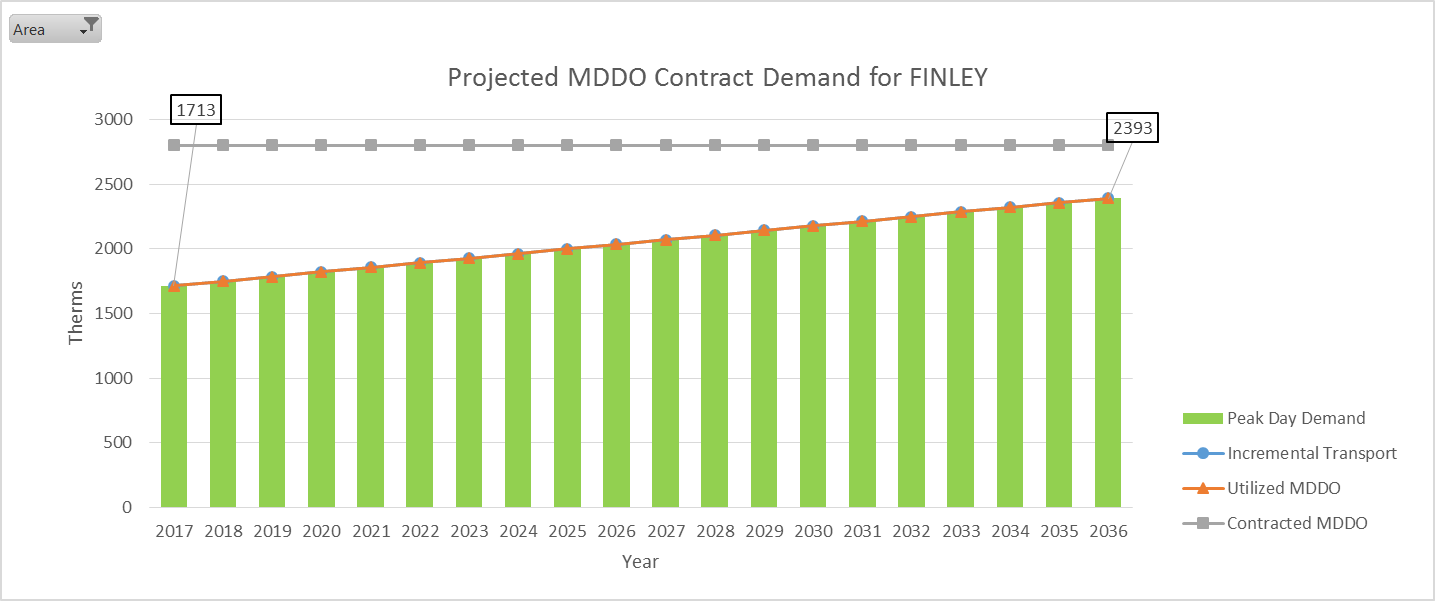 Area
Projected MDDO Contract Demand for FINLEY
1713
2393
3000
2500
2000
1500
1000
500
0
Therms
2017 2018 2019 2020 2021 2022 2023 2024 2025 2026 2027 2028 2029 2030 2031 2032 2033 2034 2035 2036
Year
Peak Day Demand
Incremental Transport
Utilized MDDO
Contracted MDDO